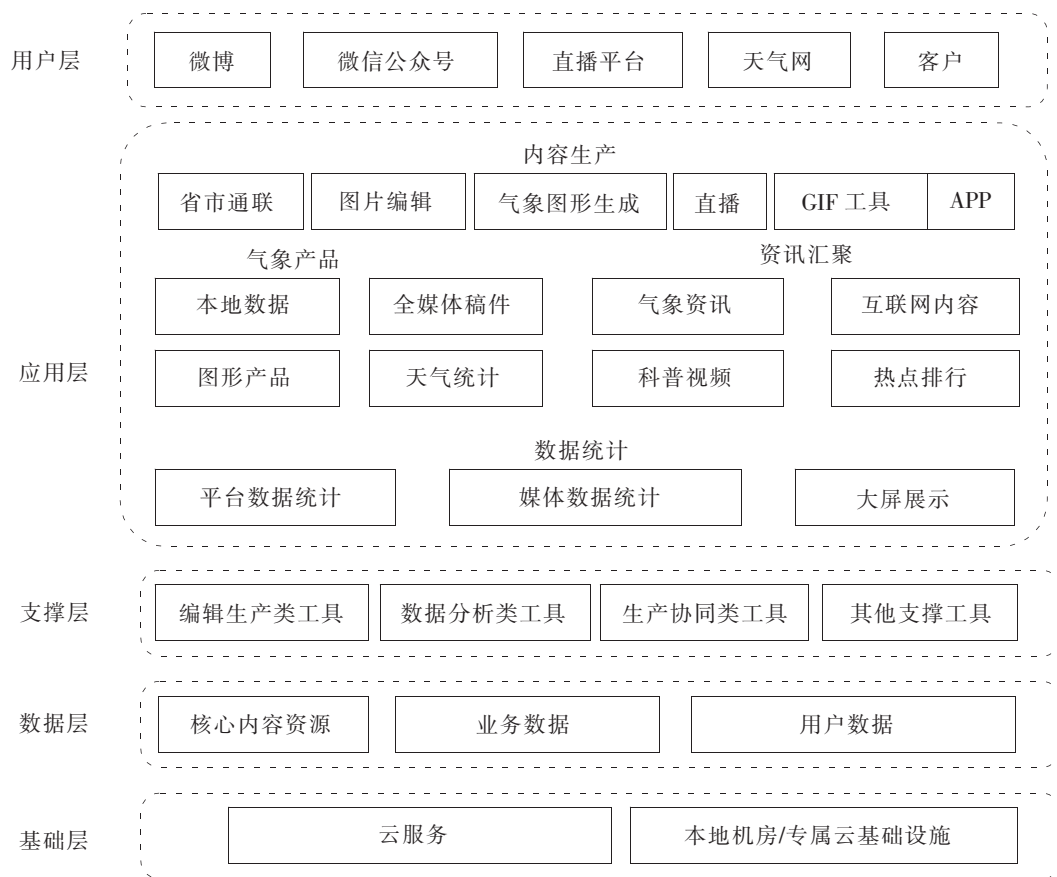 用户层 微博 微信公众号 直播平台 天气网 客户
内容生产
省市通联 图片编辑 气象图形生成 直播 GIF 工具 APP
气象产品 资讯汇聚
本地数据 全媒体稿件 气象资讯 互联网内容
应用层
图形产品 天气统计 科普视频 热点排行
数据统计
平台数据统计 媒体数据统计 大屏展示
支撑层 编辑生产类工具 数据分析类工具 生产协同类工具 其他支撑工具
数据层 核心内容资源 业务数据 用户数据
基础层 云服务 本地机房/专属云基础设施